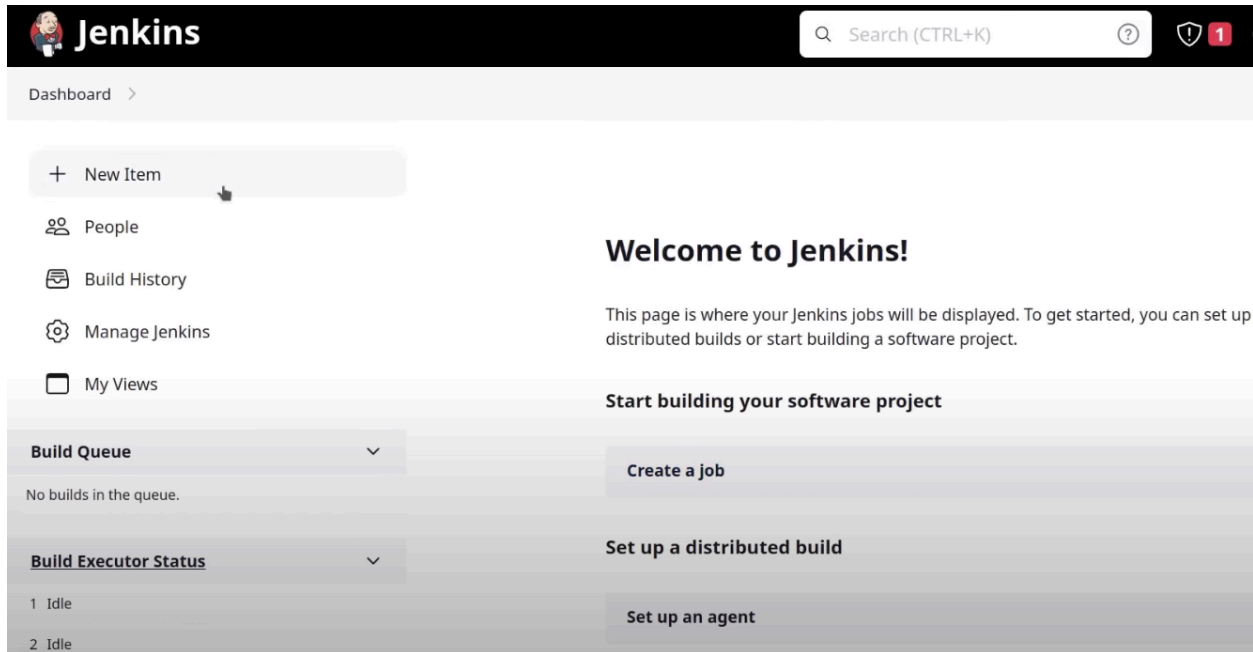 Jenkins
Search (CTRL+K)
?
1
Dashboard
New Item
People
Build History
Manage Jenkins
My Views
Build Queue
No builds in the queue.
Build Executor Status
1 Idle
2 Idle
Welcome to Jenkins!
This page is where your Jenkins jobs will be displayed. To get started, you can set up
distributed builds or start building a software project.
Start building your software project
Create a job
Set up a distributed build
Set up an agent